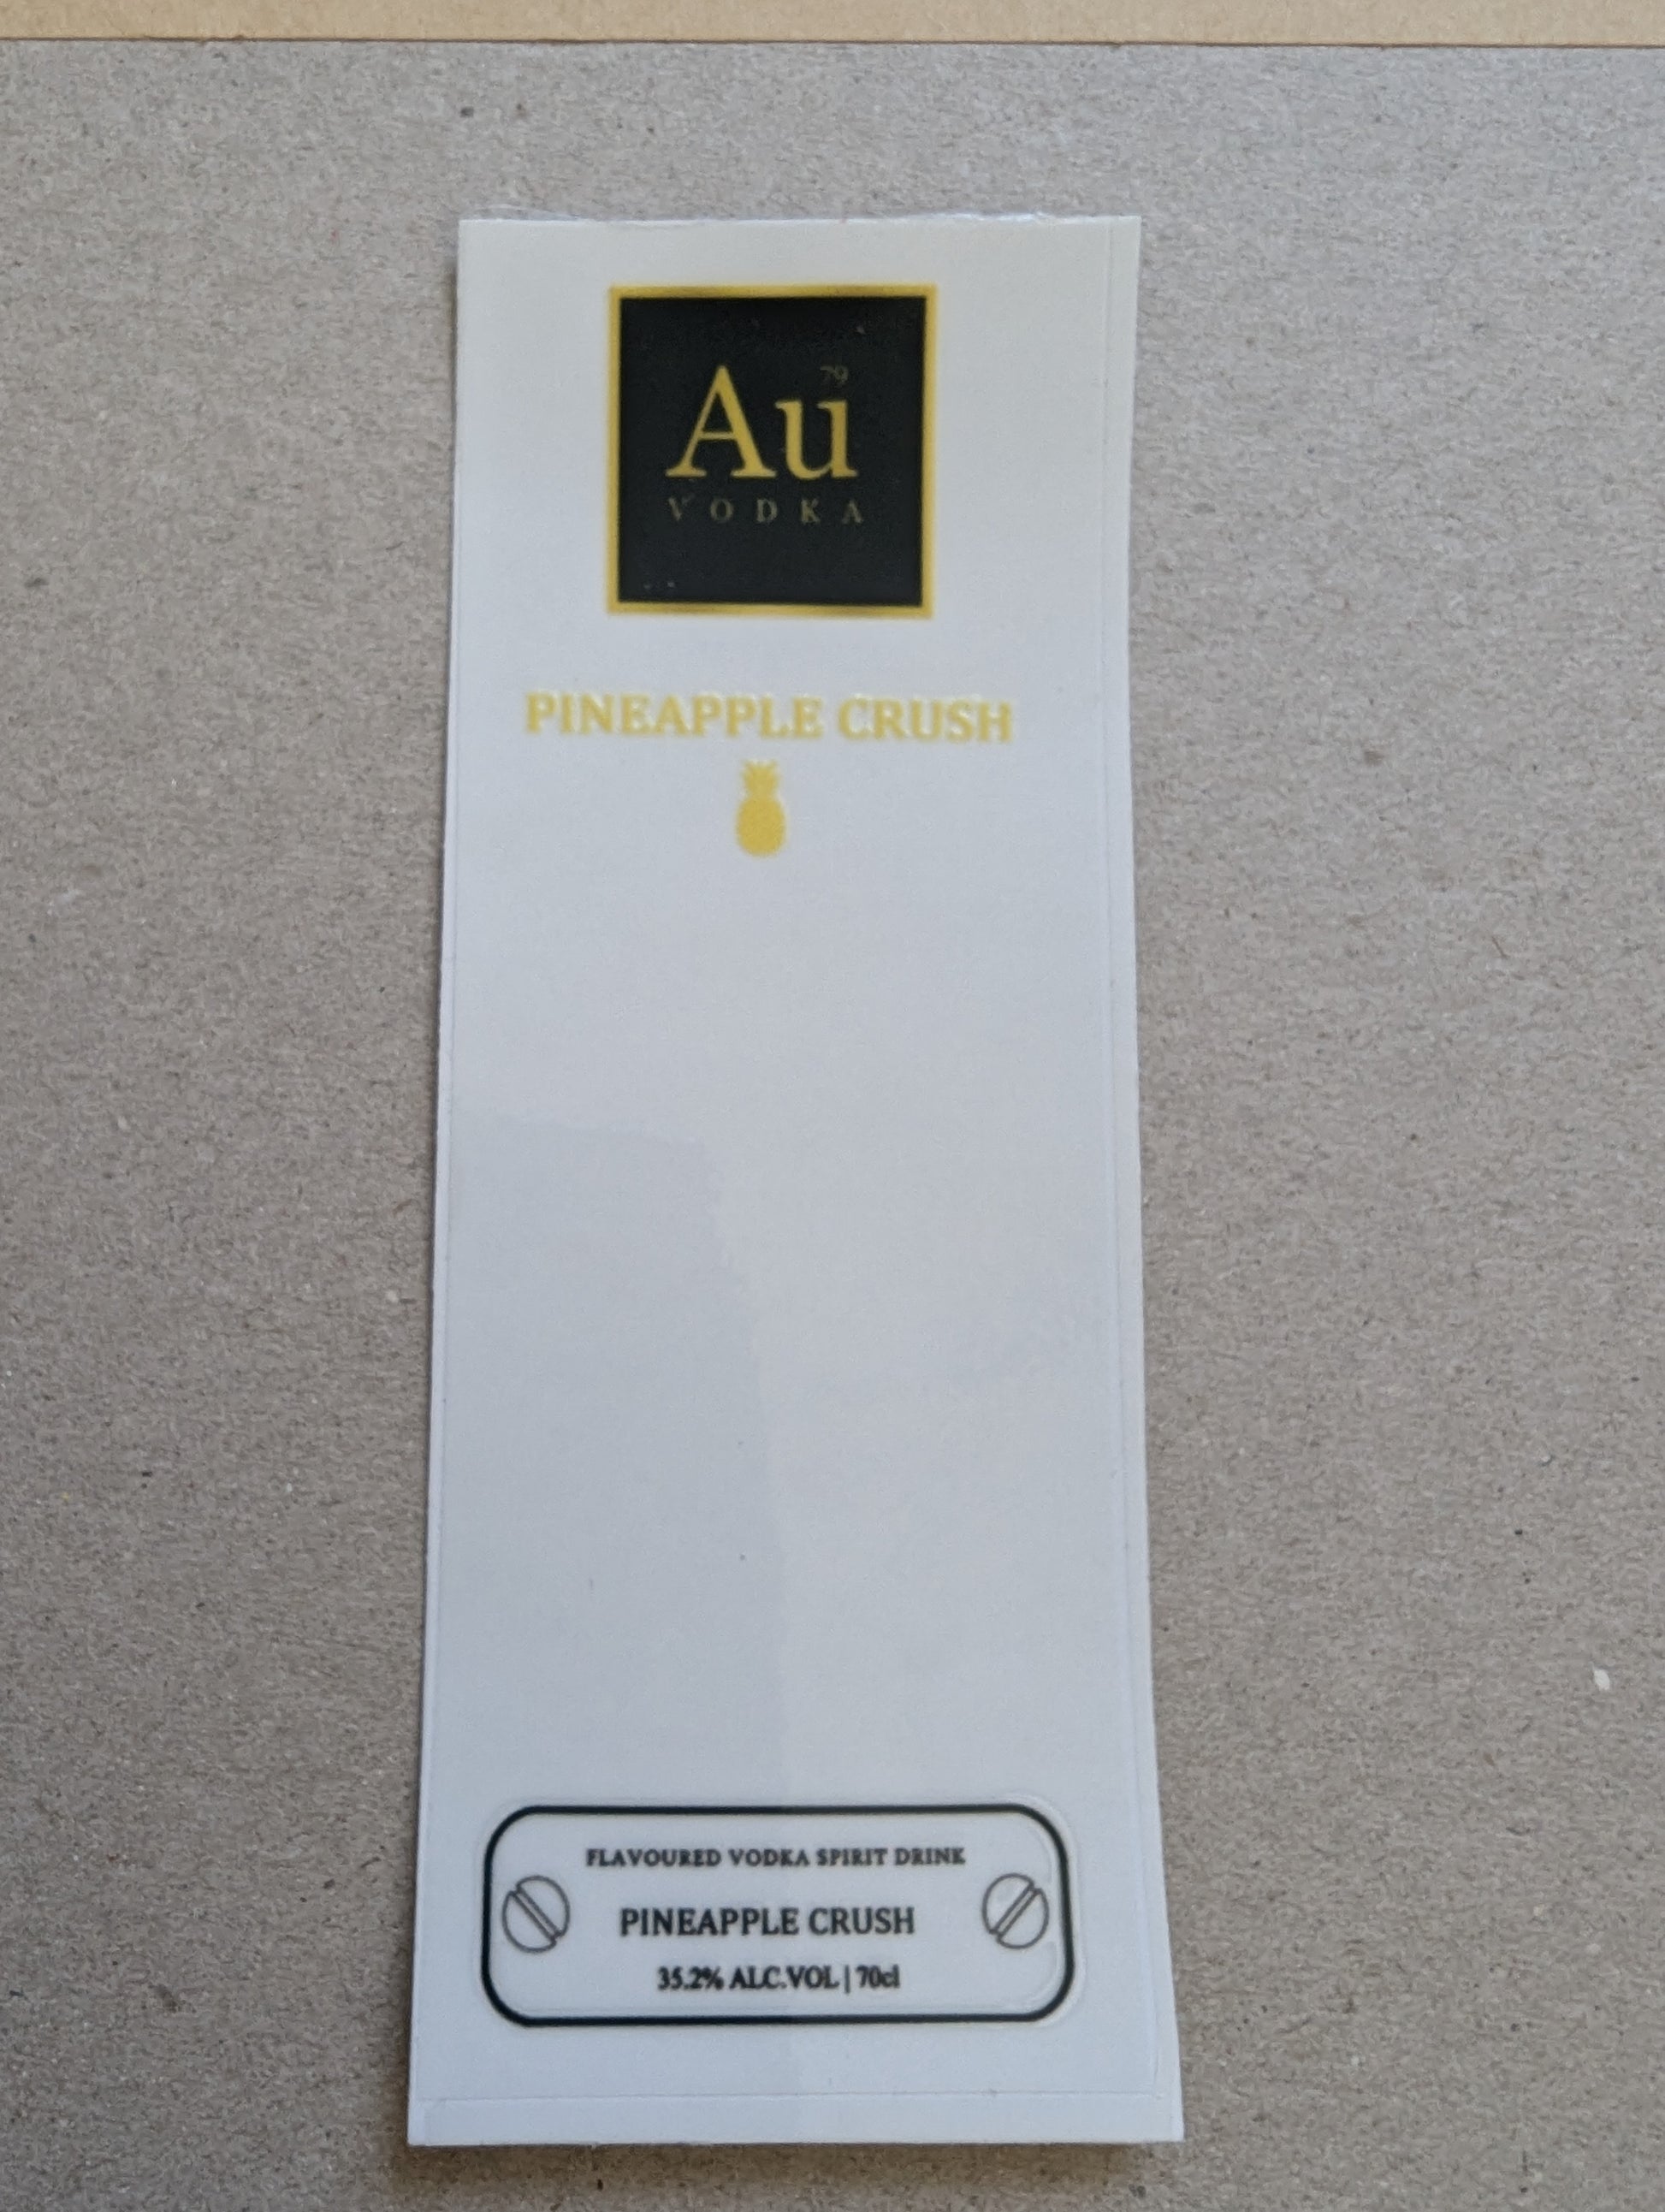 79
Au
VODKA
PINEAPPLE CRUSH
FLAVOURED VODKA SPIRIT DRINK
PINEAPPLE CRUSH
35.2% ALC.VOL | 70cl